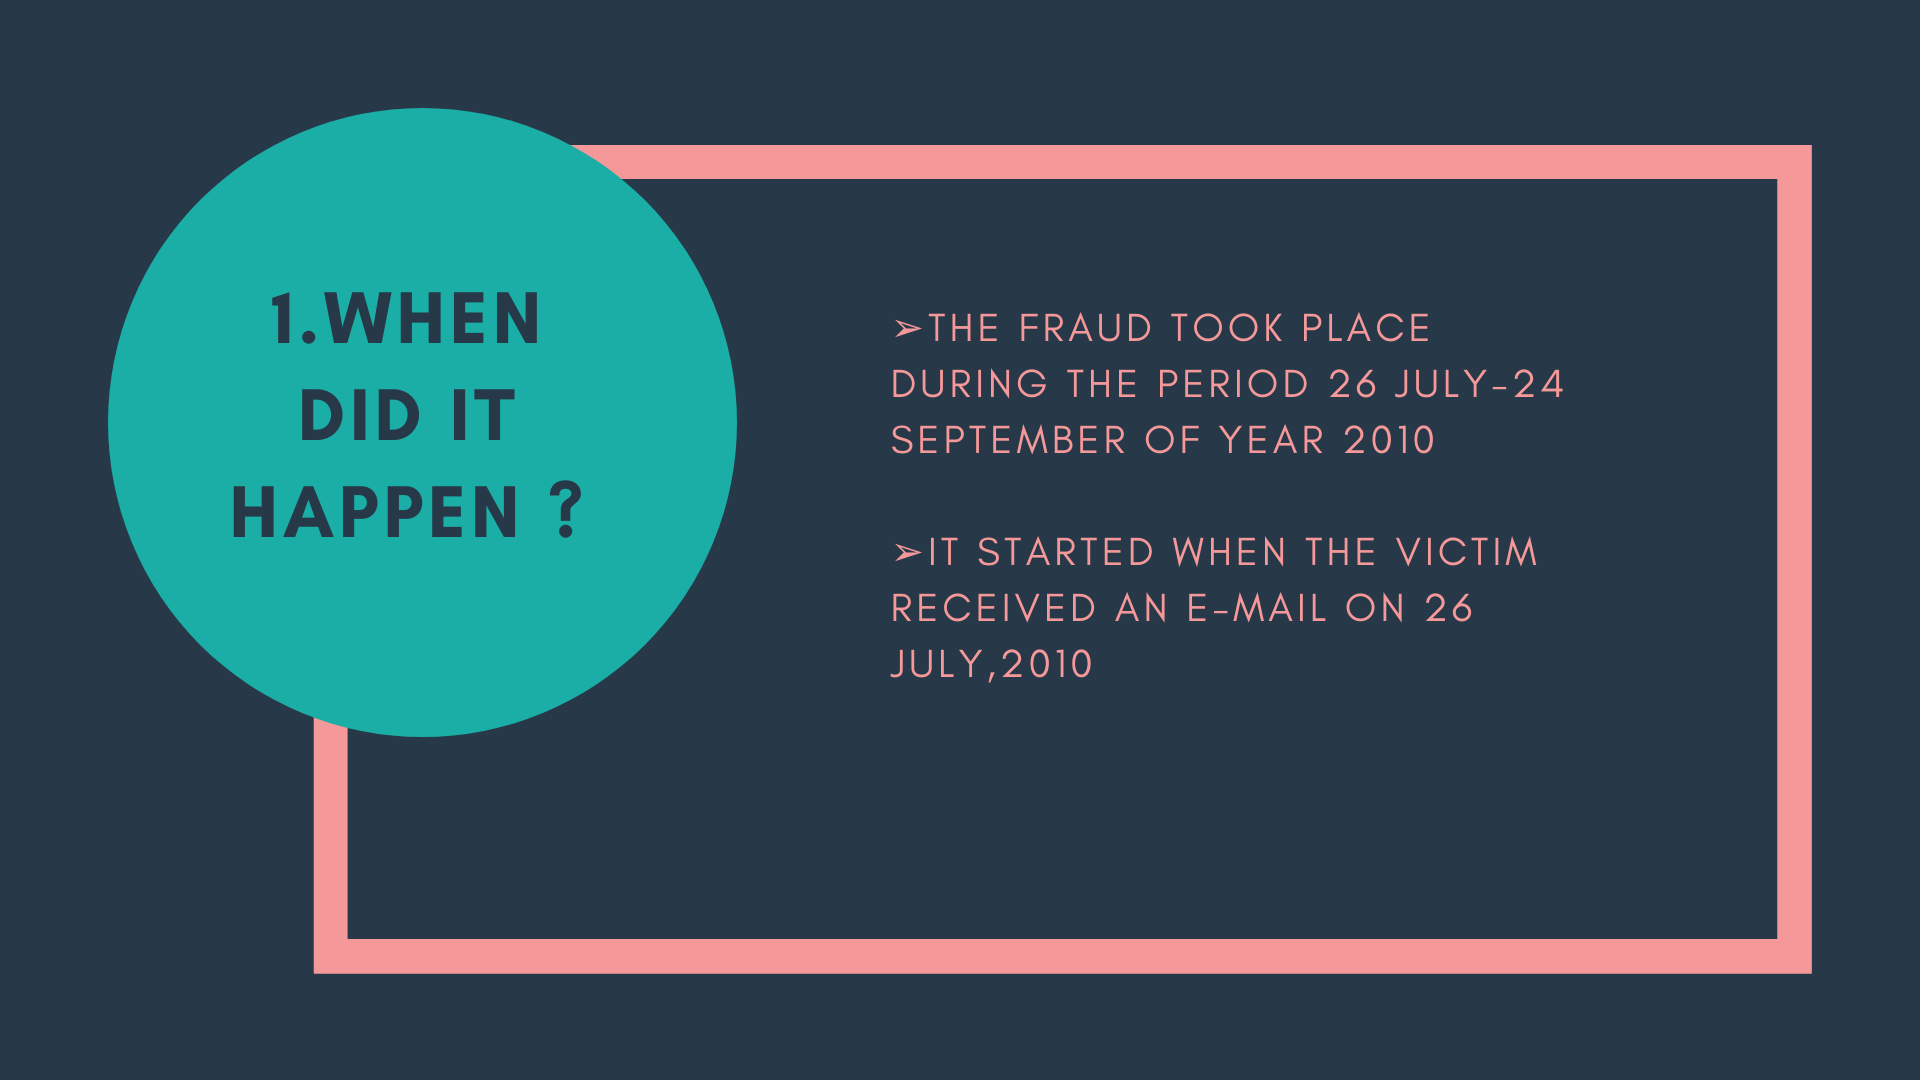 1.WHEN
DID IT
HAPPEN ?
➢THE FRAUD TOOK PLACE
DURING THE PERIOD 26 JULY-24
SEPTEMBER OF YEAR 2010
➢IT STARTED WHEN THE VICTIM
RECEIVED AN E-MAIL ON 26
JULY,2010